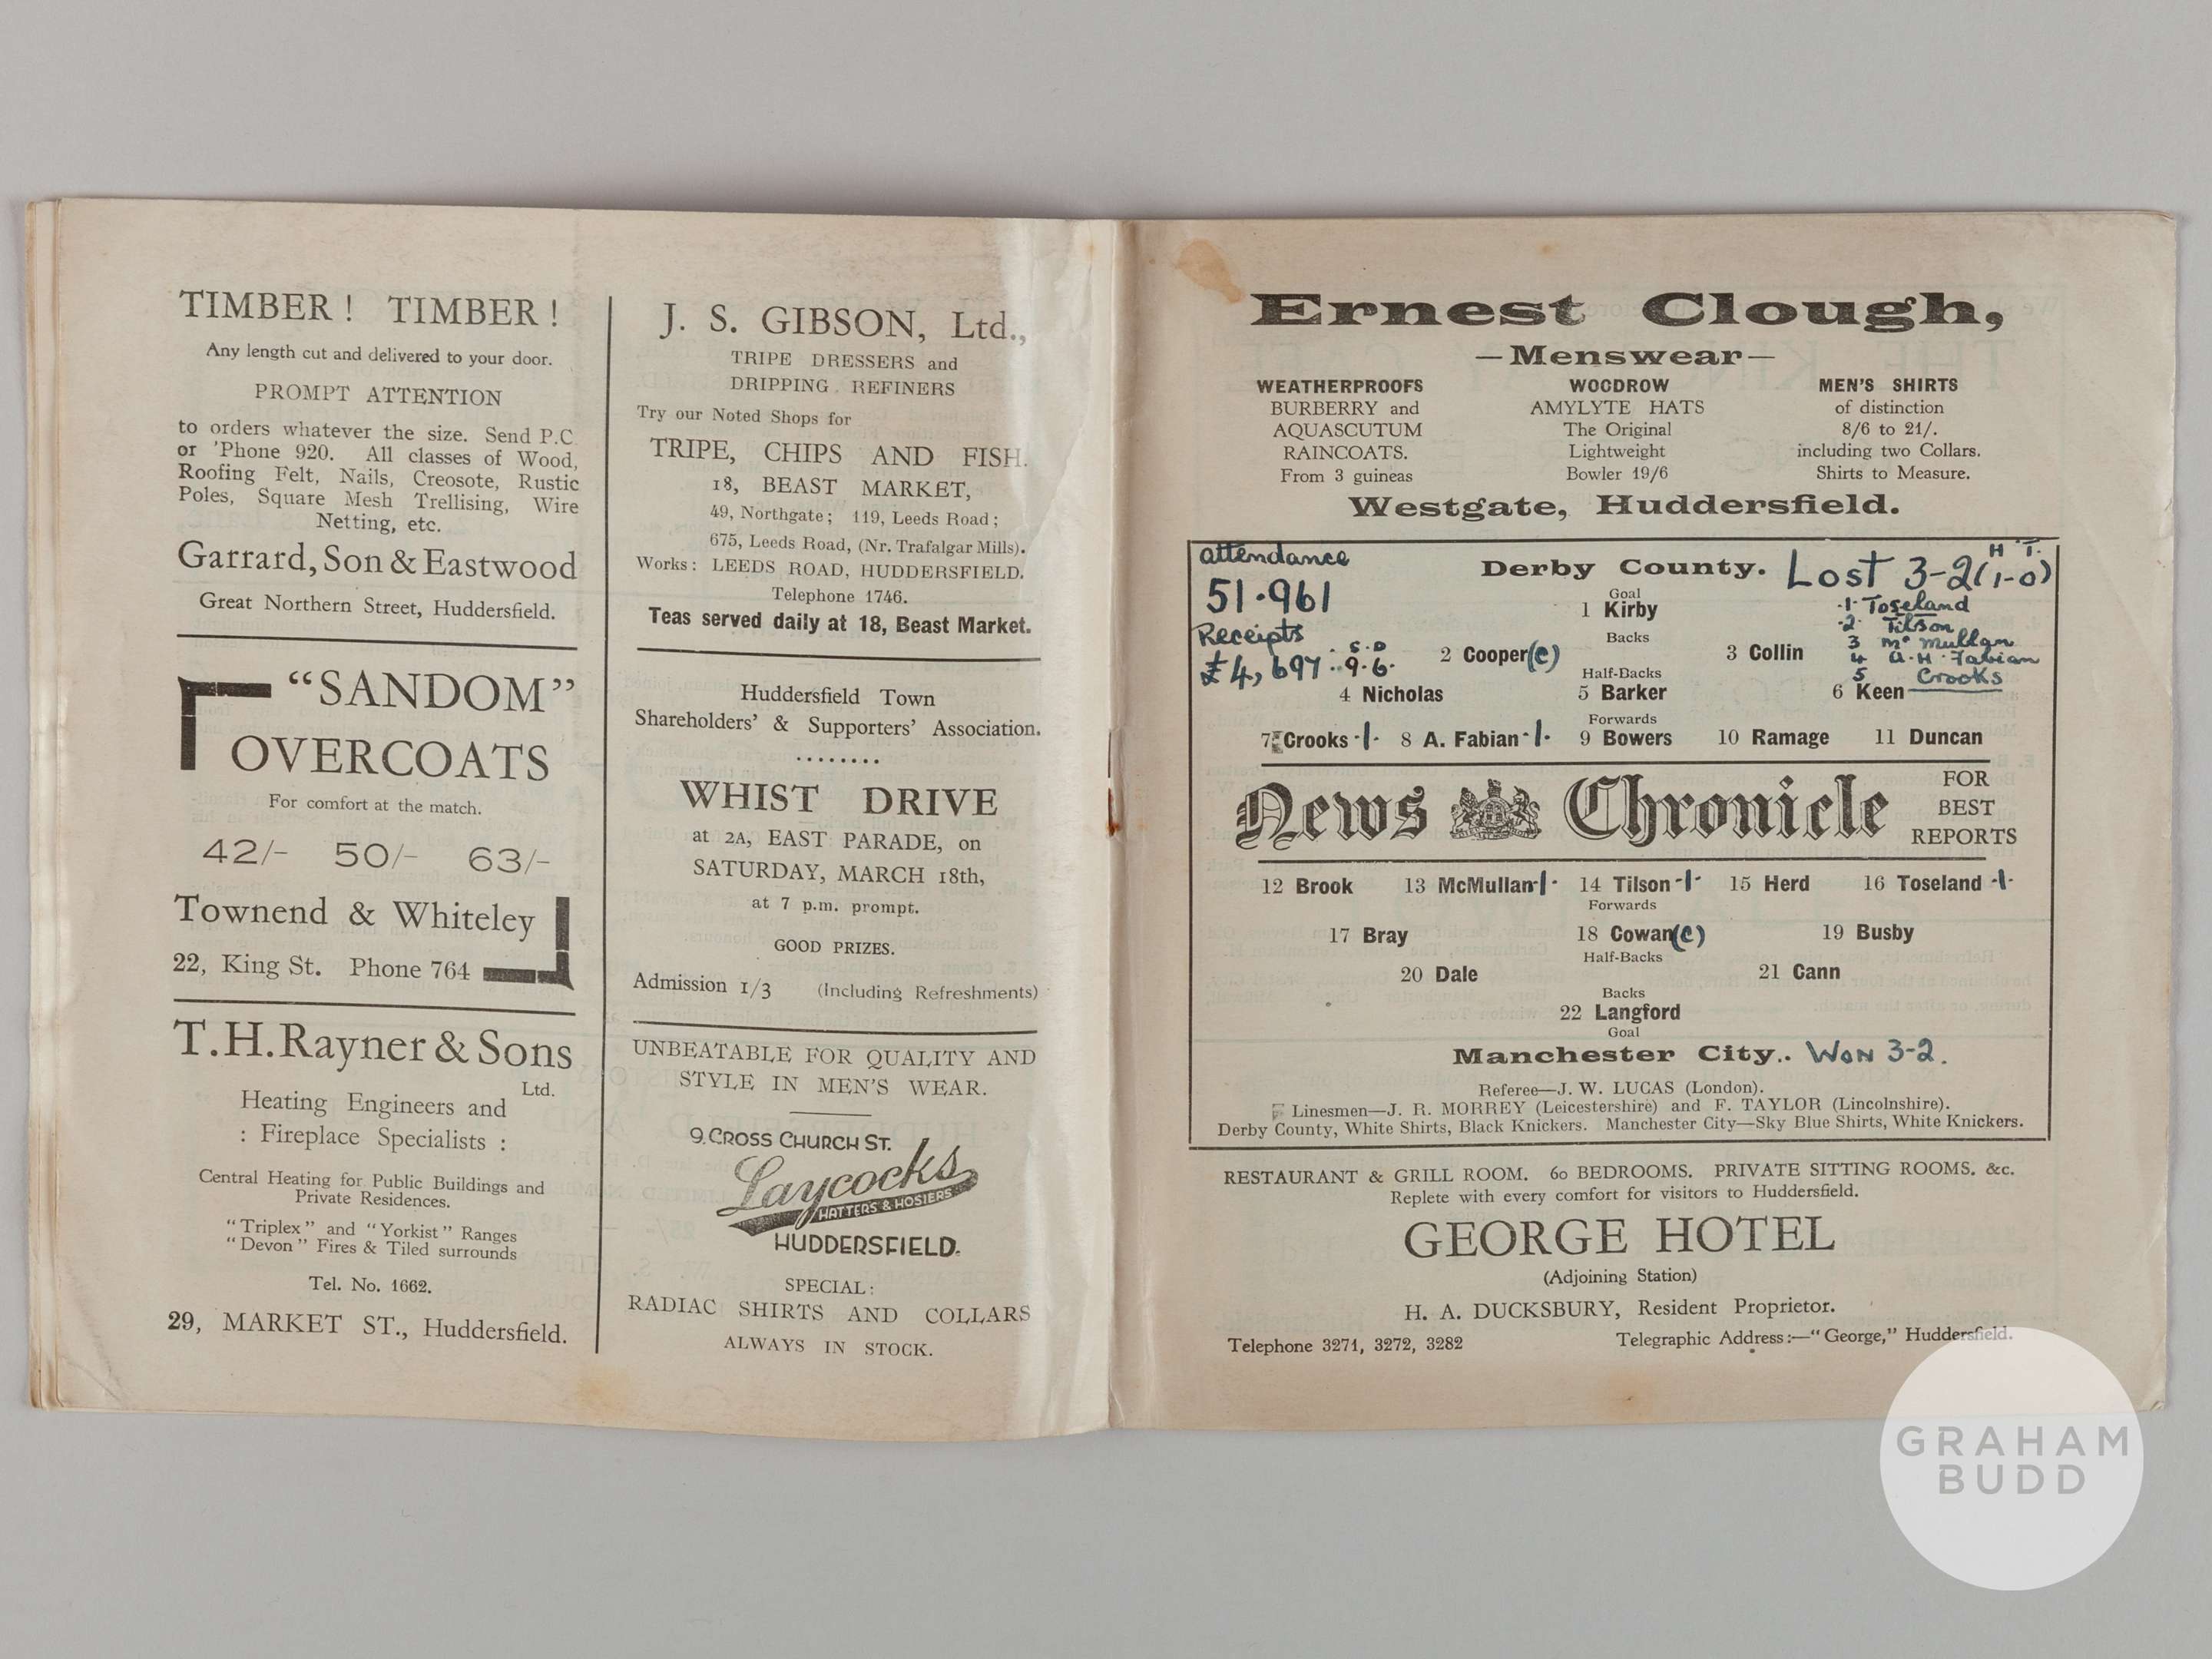 TIMBER ! TIMBER !
Any length cut and delivered to your door.
PROMPT ATTENTION
to orders whatever the size. Send P.C
or 'Phone 920. All classes of Wood,
Roofing Felt, Nails, Creosote, Rustic
Poles, Square Mesh Trellising, Wire
Netting, etc.
Garrard, Son & Eastwood
Great Northern Street, Huddersfield.
"SANDOM"
OVERCOATS
For comfort at the match.
42/- 50/- 63/-
Townend & Whiteley
22, King St. Phone 764
T.H.Rayner & Sons
Ltd.
Heating Engineers and
: Fireplace Specialists :
Central Heating for Public Buildings and
Private Residences.
"Triplex" and "Yorkist" Ranges
"Devon" Fires & Tiled surrounds
Tel. No. 1662.
29, MARKET ST., Huddersfield.
J. S. GIBSON, Ltd.,
TRIPE DRESSERS and
DRIPPING REFINERS
Try our Noted Shops for
TRIPE, CHIPS AND FISH.
18, BEAST MARKET,
49, Northgate; 119, Leeds Road;
675, Leeds Road, (Nr. Trafalgar Mills).
Works: LEEDS ROAD, HUDDERSFIELD.
Telephone 1746.
Teas served daily at 18, Beast Market.
Huddersfield Town
Shareholders' & Supporters' Association.
........
WHIST DRIVE
at 2A, EAST PARADE, on
SATURDAY, MARCH 18th,
at 7 p.m. prompt.
GOOD PRIZES.
Admission 1/3 (Including Refreshments)
UNBEATABLE FOR QUALITY AND
STYLE IN MEN'S WEAR.
9. CROSS CHURCH ST.
Laycocks
HATTERS & HOSIERS
HUDDERSFIELD.
SPECIAL:
RADIAC SHIRTS AND COLLARS
ALWAYS IN STOCK.
Ernest Clough,
—Menswear—
WEATHERPROOFS WOODROW MEN'S SHIRTS
BURBERRY and AMYLYTE HATS of distinction
AQUASCUTUM The Original 8/6 to 21/.
RAINCOATS. Lightweight including two Collars.
From 3 guineas Bowler 19/6 Shirts to Measure.
Westgate, Huddersfield.
attendance
51.961
Receipts
S. D
£4,697..9.6.
Derby County. Lost 3-2 (1-0)
H T.
1. Toseland
2. Tilson
3 Mc Mullan
4 A.H. Fabian
5 Crooks
Goal
1 Kirby
Backs
2 Cooper (C) 3 Collin
Half-Backs
4 Nicholas 5 Barker 6 Keen
Forwards
7 Crooks -1- 8 A. Fabian -1- 9 Bowers 10 Ramage 11 Duncan
News Chronicle
FOR
BEST
REPORTS
12 Brook 13 McMullan -1- 14 Tilson -1- 15 Herd 16 Toseland -1-
Forwards
17 Bray 18 Cowan (C) 19 Busby
Half-Backs
20 Dale 21 Cann
Backs
22 Langford
Goal
Manchester City.. WON 3-2.
Referee—J. W. LUCAS (London).
Linesmen—J. R. MORREY (Leicestershire) and F. TAYLOR (Lincolnshire).
Derby County, White Shirts, Black Knickers. Manchester City—Sky Blue Shirts, White Knickers.
RESTAURANT & GRILL ROOM. 60 BEDROOMS. PRIVATE SITTING ROOMS. &c.
Replete with every comfort for visitors to Huddersfield.
GEORGE HOTEL
(Adjoining Station)
H. A. DUCKSBURY, Resident Proprietor.
Telephone 3271, 3272, 3282 Telegraphic Address :—"George," Huddersfield.
GRAHAM
BUDD